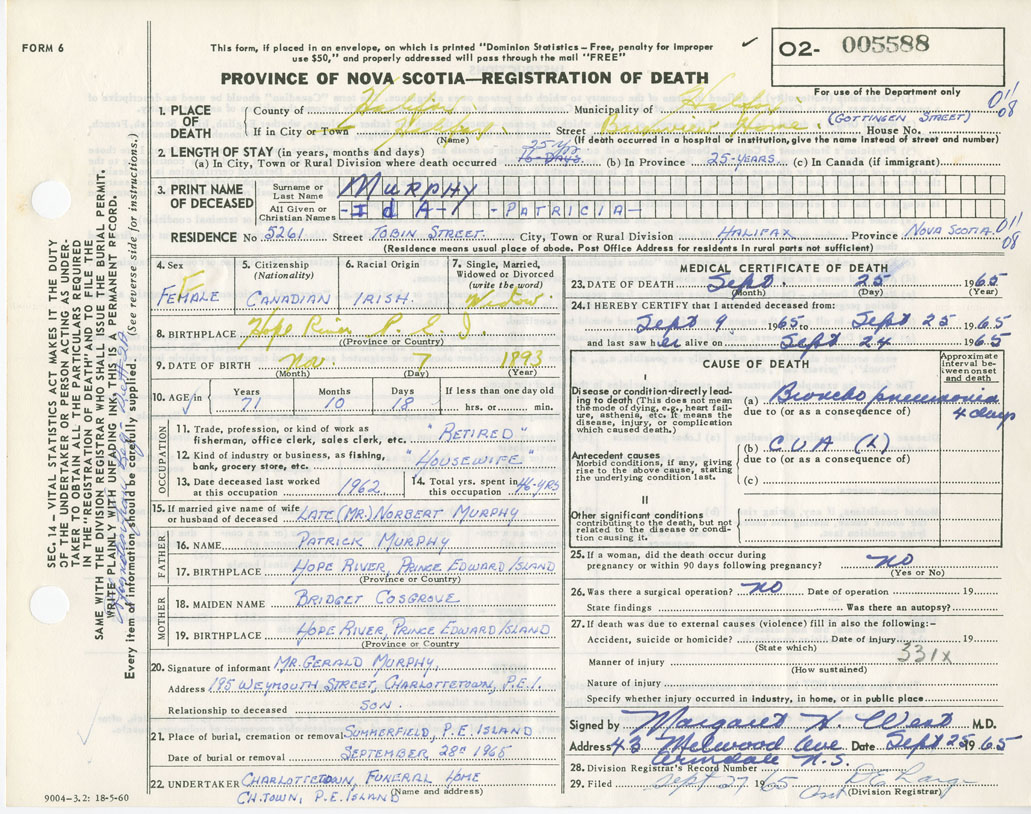 FORM 6
This form, if placed in an envelope, on which is printed "Dominion Statistics – Free, penalty for improper
use $50," and properly addressed will pass through the mail "FREE"
✓
O2- 005588
PROVINCE OF NOVA SCOTIA—REGISTRATION OF DEATH
For use of the Department only
011
08
1. PLACE OF DEATH County of Halifax Municipality of Halifax
(GOTTINGEN STREET)
If in City or Town Halifax Street Home House No.
(Name) (If death occurred in a hospital or institution, give the name instead of street and number)
2. LENGTH OF STAY (in years, months and days)
(a) In City, Town or Rural Division where death occurred 25-yrs (b) In Province 25-YEARS (c) In Canada (if immigrant)
3. PRINT NAME OF DECEASED Surname or Last Name MURPHY
All Given or Christian Names -IdA- -PATRICIA-
RESIDENCE No. 5261 Street TOBIN STREET City, Town or Rural Division HALIFAX Province NOVA SCOTIA 011
08
(Residence means usual place of abode. Post Office Address for residents in rural parts not sufficient)
4. Sex F FEMALE
5. Citizenship (Nationality) CANADIAN
6. Racial Origin IRISH.
7. Single, Married, Widowed or Divorced (write the word) Widow
8. BIRTHPLACE Hope River P.E.I.
(Province or Country)
9. DATE OF BIRTH Nov. 7 1893
(Month) (Day) (Year)
10. AGE in Years 71 Months 10 Days 18 If less than one day old hrs. or min.
OCCUPATION
11. Trade, profession, or kind of work as fisherman, office clerk, sales clerk, etc. "RETIRED"
12. Kind of industry or business, as fishing, bank, grocery store, etc. "HOUSEWIFE"
13. Date deceased last worked at this occupation 1962
14. Total yrs. spent in this occupation 46-YRS
15. If married give name of wife or husband of deceased LATE (MR.) NORBERT MURPHY
FATHER
16. NAME PATRICK MURPHY
17. BIRTHPLACE HOPE RIVER, PRINCE EDWARD ISLAND
(Province or Country)
MOTHER
18. MAIDEN NAME BRIDGET COSGROVE
19. BIRTHPLACE HOPE RIVER, PRINCE EDWARD ISLAND
(Province or Country
20. Signature of informant MR. GERALD MURPHY,
Address 195 WEYMOUTH STREET, CHARLOTTETOWN, P.E.I.
Relationship to deceased SON.
21. Place of burial, cremation or removal SUMMERFIELD, P.E. ISLAND
Date of burial or removal SEPTEMBER 28th 1965
22. UNDERTAKER CHARLOTTETOWN, FUNERAL HOME
CH.TOWN, P.E. ISLAND (Name and address)
9004-3.2: 18-5-60
MEDICAL CERTIFICATE OF DEATH
23. DATE OF DEATH Sept. 25 1965
(Month) (Day) (Year)
24. I HEREBY CERTIFY that I attended deceased from:
Sept 9 1965 to Sept 25 1965
and last saw her alive on Sept 24 1965
CAUSE OF DEATH
Approximate interval between onset and death
I
Disease or condition-directly leading to death (This does not mean the mode of dying, e.g., heart failure, asthenia, etc. It means the disease, injury, or complication which caused death.)
(a) Broncho pneumonia
due to (or as a consequence of) 4 days
Antecedent causes
Morbid conditions, if any, giving rise to the above cause, stating the underlying condition last.
(b) CVA (L)
due to (or as a consequence of)
(c)
II
Other significant conditions
contributing to the death, but not related to the disease or condition causing it.
25. If a woman, did the death occur during
pregnancy or within 90 days following pregnancy? NO
(Yes or No)
26. Was there a surgical operation? NO Date of operation 19
State findings Was there an autopsy?
27. If death was due to external causes (violence) fill in also the following:–
Accident, suicide or homicide? Date of injury 19
(State which)
331x
Manner of injury
(How sustained)
Nature of injury
Specify whether injury occurred in industry, in home, or in public place
Signed by Margaret N West M.D.
Address 43 Melwood Ave Date Sept 25 1965
Armdale N.S.
28. Division Registrar's Record Number
29. Filed Sept 27 1965
(Division Registrar)
SEC. 14 – VITAL STATISTICS ACT MAKES IT THE DUTY
OF THE UNDERTAKER OR PERSON ACTING AS UNDER-
TAKER TO OBTAIN ALL THE PARTICULARS REQUIRED
IN THE "REGISTRATION OF DEATH" AND TO FILE THE
SAME WITH THE DIVISION REGISTRAR WHO SHALL ISSUE THE BURIAL PERMIT.
WRITE PLAINLY WITH UNFADING INK, THIS IS A PERMANENT RECORD.
Every item of information should be carefully supplied. (See reverse side for instructions.)